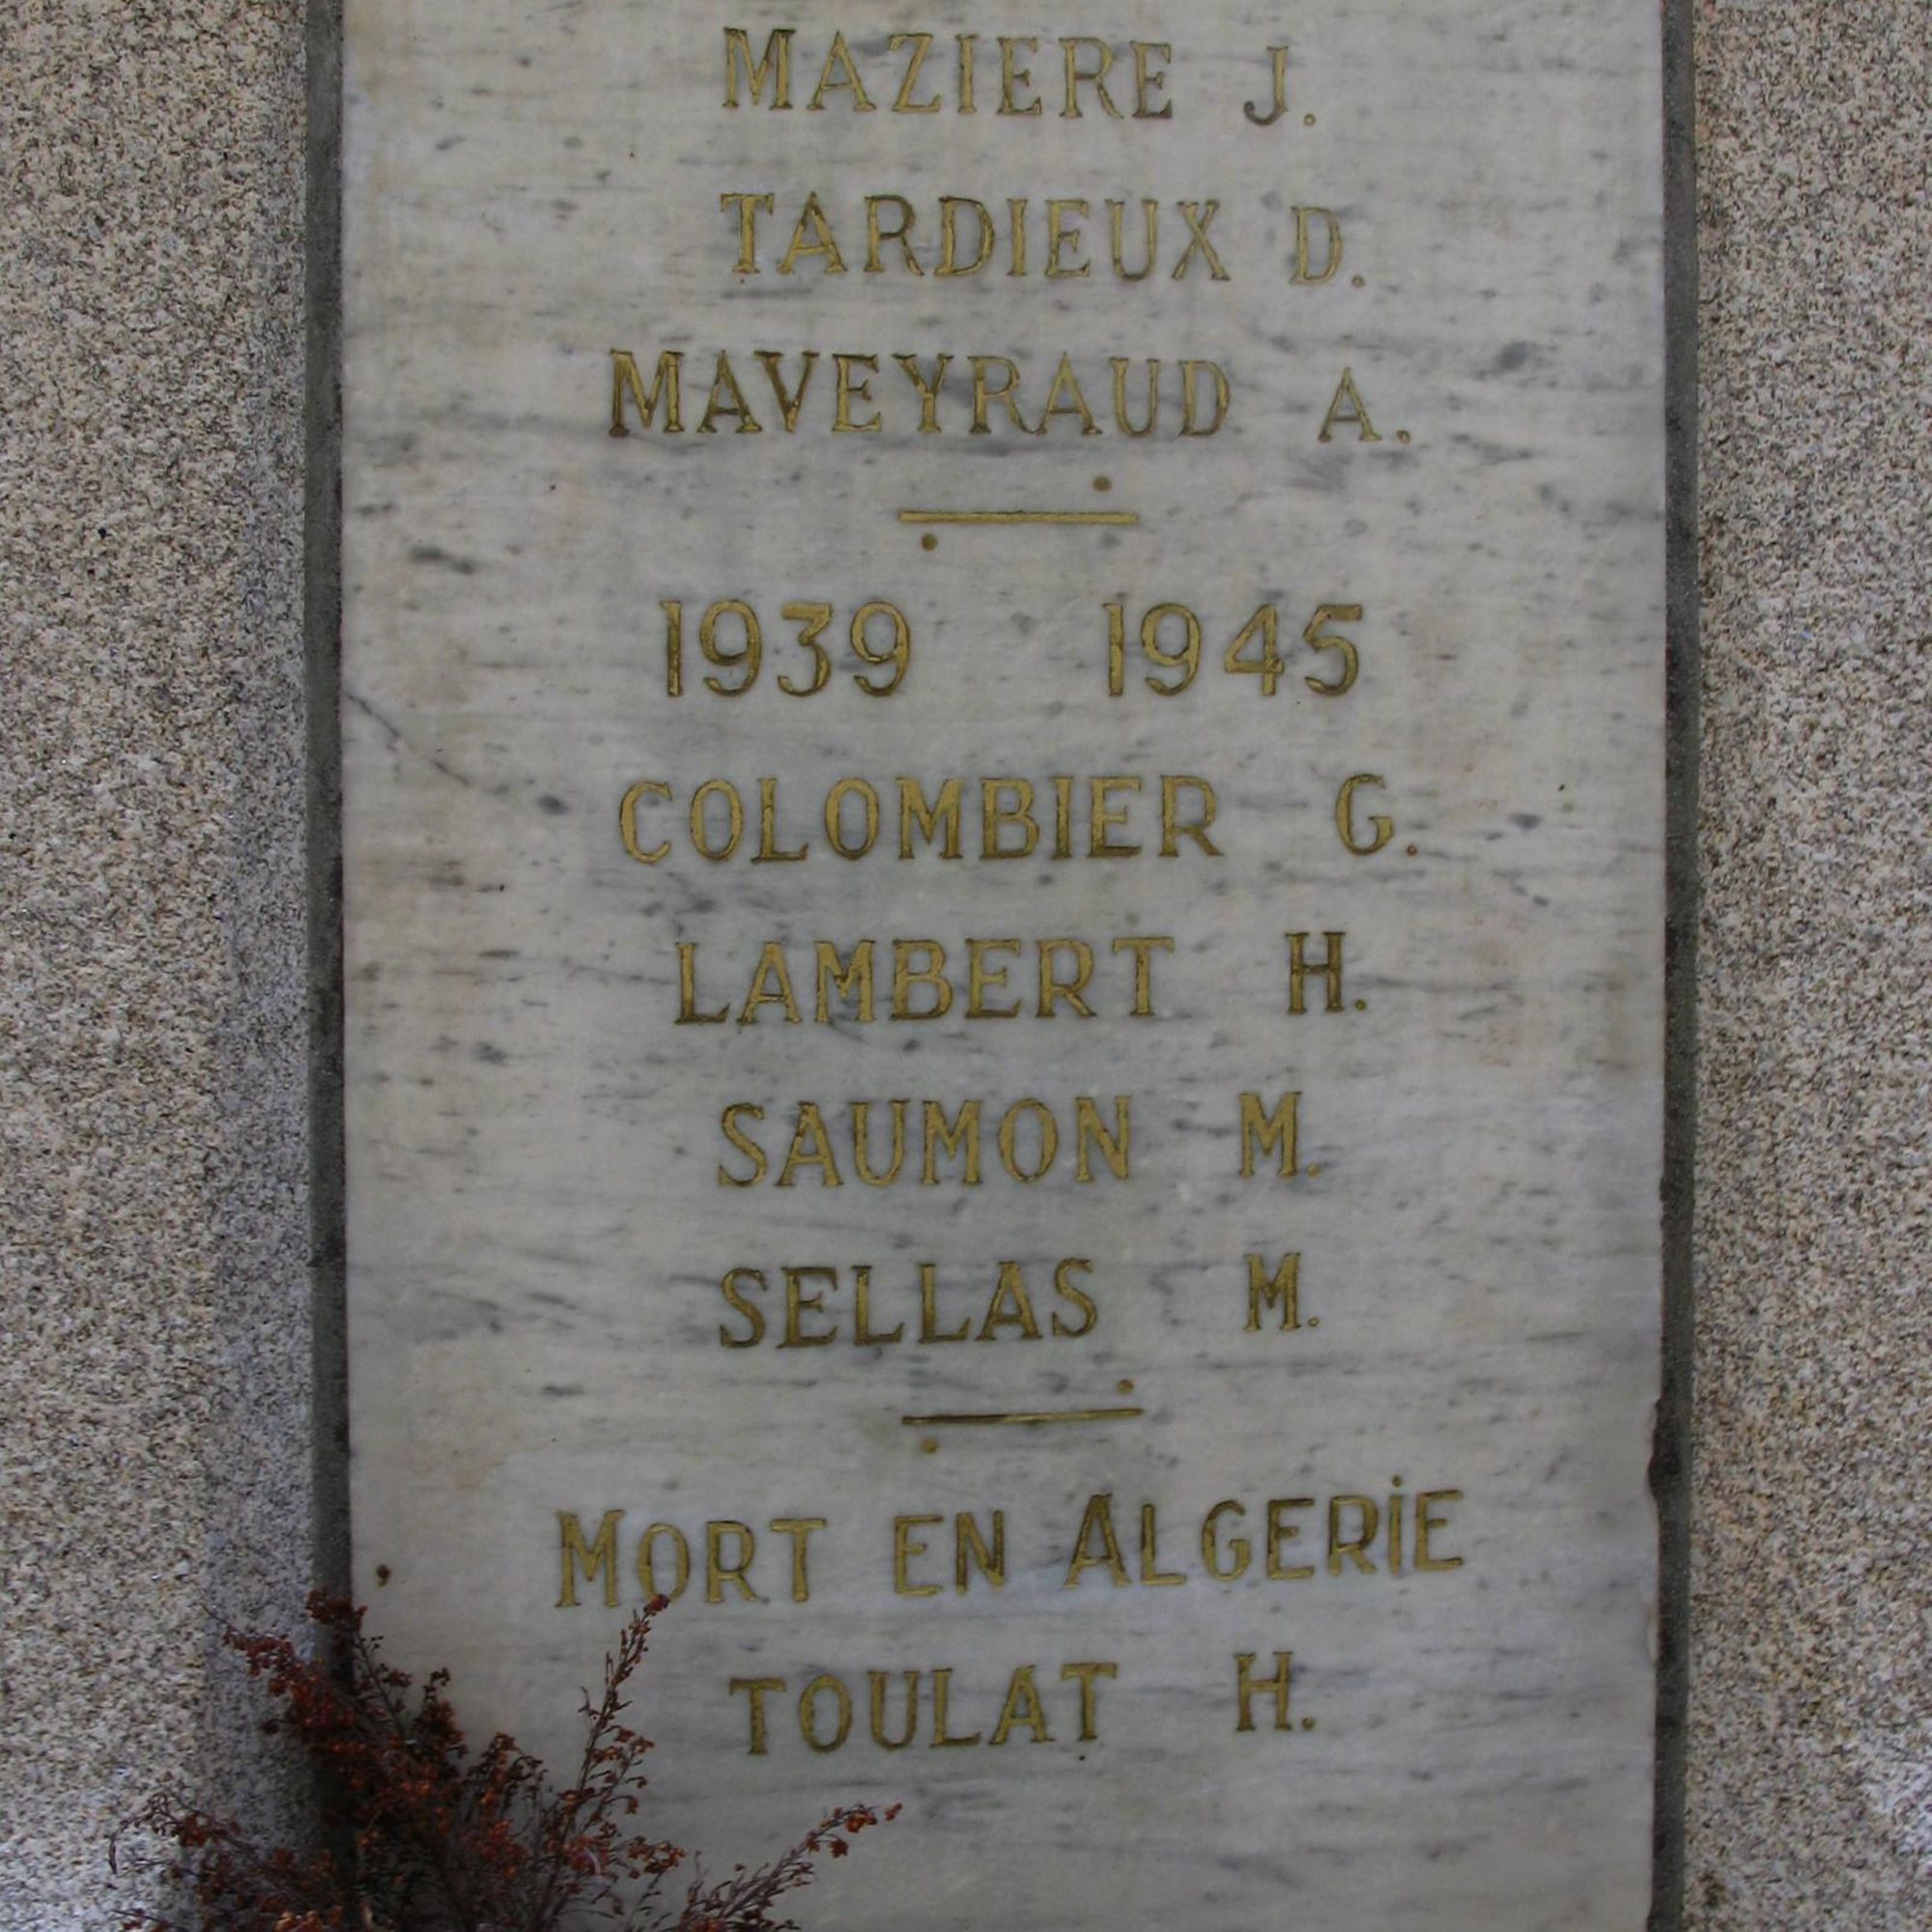 MAZIERE J.
TARDIEUX D.
MAVEYRAUD A.
1939 1945
COLOMBIER G.
LAMBERT H.
SAUMON M.
SELLAS M.
MORT EN ALGERiE
TOULAT H.